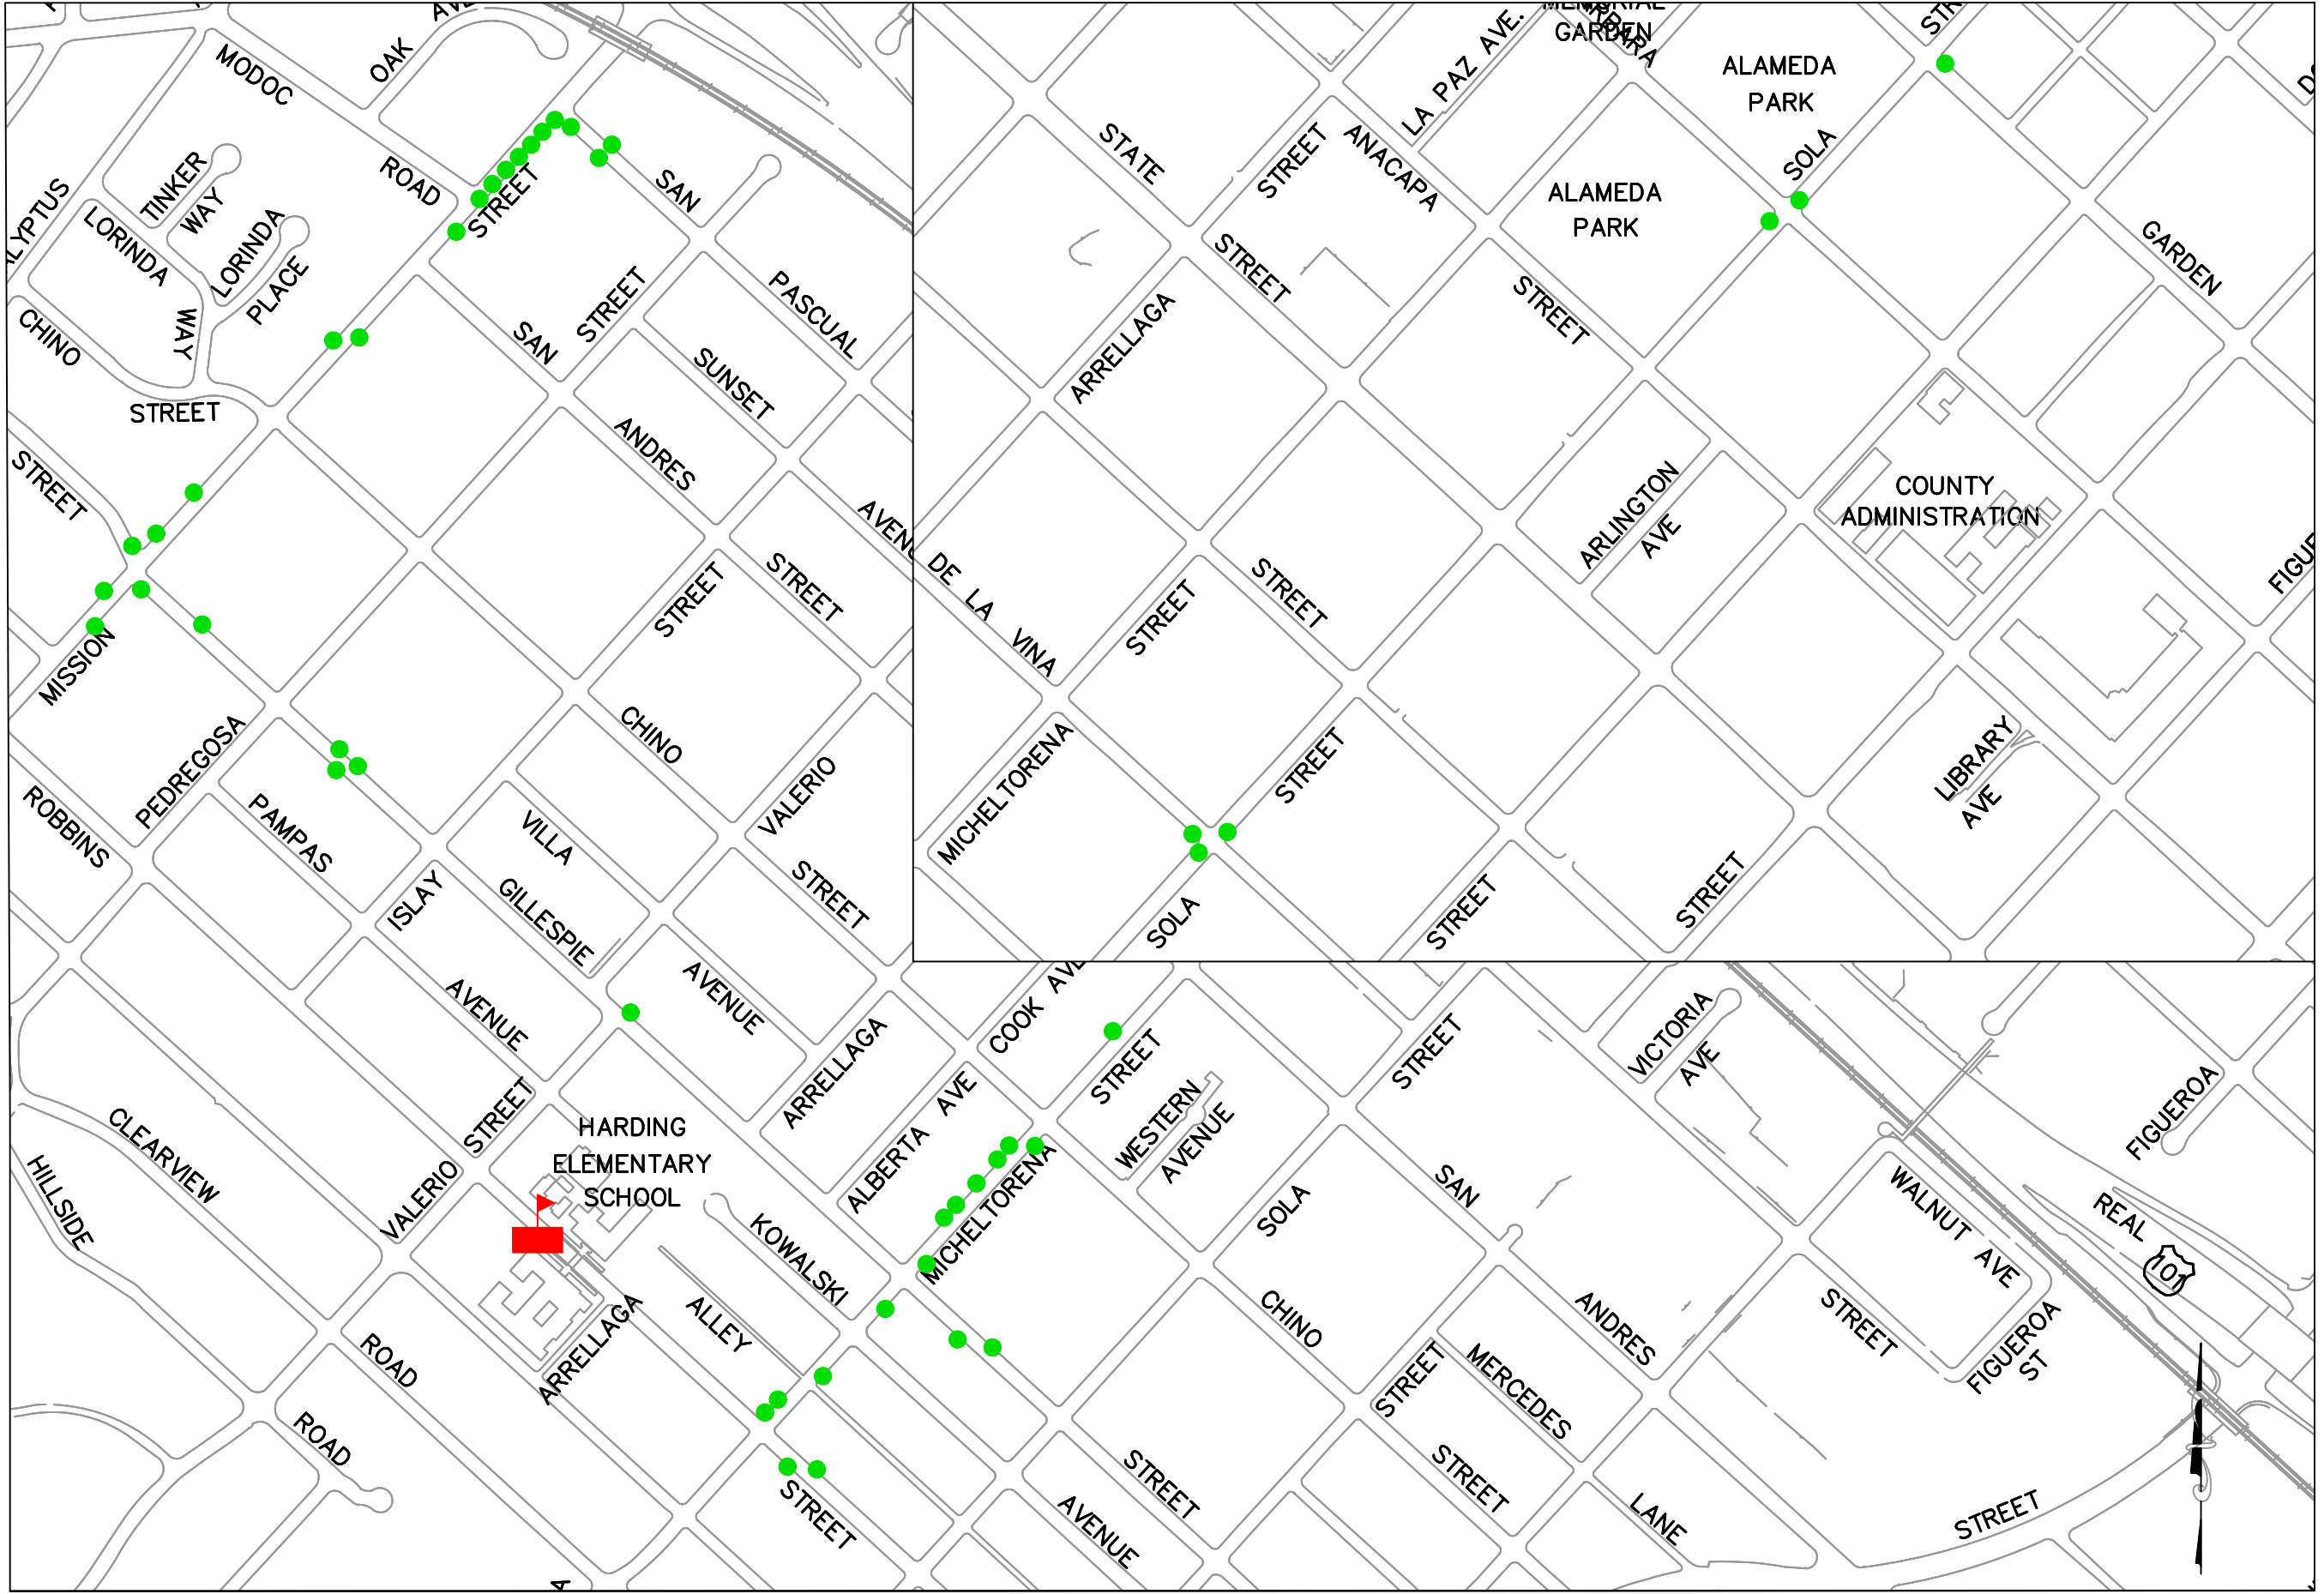 OAK
MODOC
ROAD
TINKER
WAY
LORINDA
PLACE
LORINDA
WAY
CHINO
STREET
STREET
STREET
SAN
PASCUAL
STREET
SAN
ANDRES
SUNSET
STREET
MISSION
PEDREGOSA
ROBBINS
PAMPAS
ISLAY
STREET
STREET
CHINO
VALERIO
VILLA
GILLESPIE
STREET
AVENUE
AVENUE
ARRELLAGA
STREET
VALERIO
CLEARVIEW
HILLSIDE
ROAD
ROAD
HARDING
ELEMENTARY
SCHOOL
ARRELLAGA
ALLEY
KOWALSKI
ALBERTA AVE
COOK
MICHELTORENA
STREET
WESTERN
AVENUE
SOLA
STREET
SAN
ANDRES
CHINO
STREET
MERCEDES
STREET
LANE
STREET
AVENUE
STREET
VICTORIA
AVE
FIGUEROA
WALNUT AVE
REAL
101
STREET
FIGUEROA
ST
STREET
GARDEN
LA PAZ AVE.
ALAMEDA
PARK
ALAMEDA
PARK
SOLA
GARDEN
STATE
STREET
STREET
ANACAPA
STREET
ARRELLAGA
STREET
DE LA VINA
STREET
ARLINGTON
AVE
COUNTY
ADMINISTRATION
MICHELTORENA
STREET
SOLA
STREET
STREET
LIBRARY
AVE